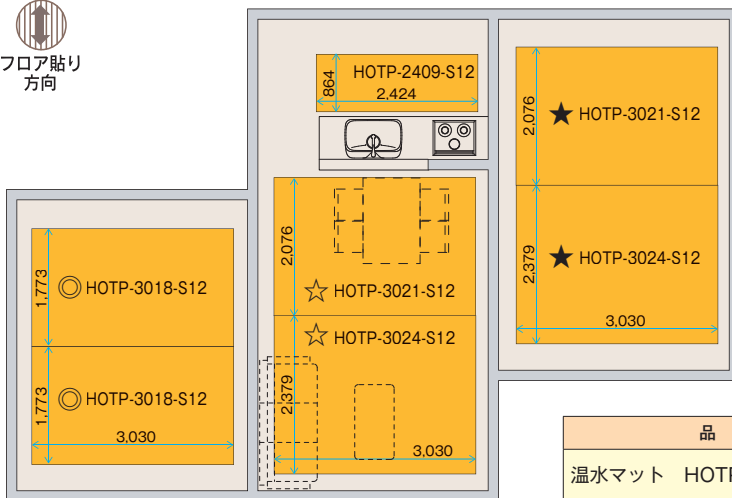 フロア貼り
方向
HOTP-2409-S12
864
2,424
2,076
★ HOTP-3021-S12
2,379
★ HOTP-3024-S12
3,030
2,076
☆ HOTP-3021-S12
☆ HOTP-3024-S12
2,379
3,030
1,773
◎ HOTP-3018-S12
1,773
◎ HOTP-3018-S12
3,030
品
温水マット HOTP